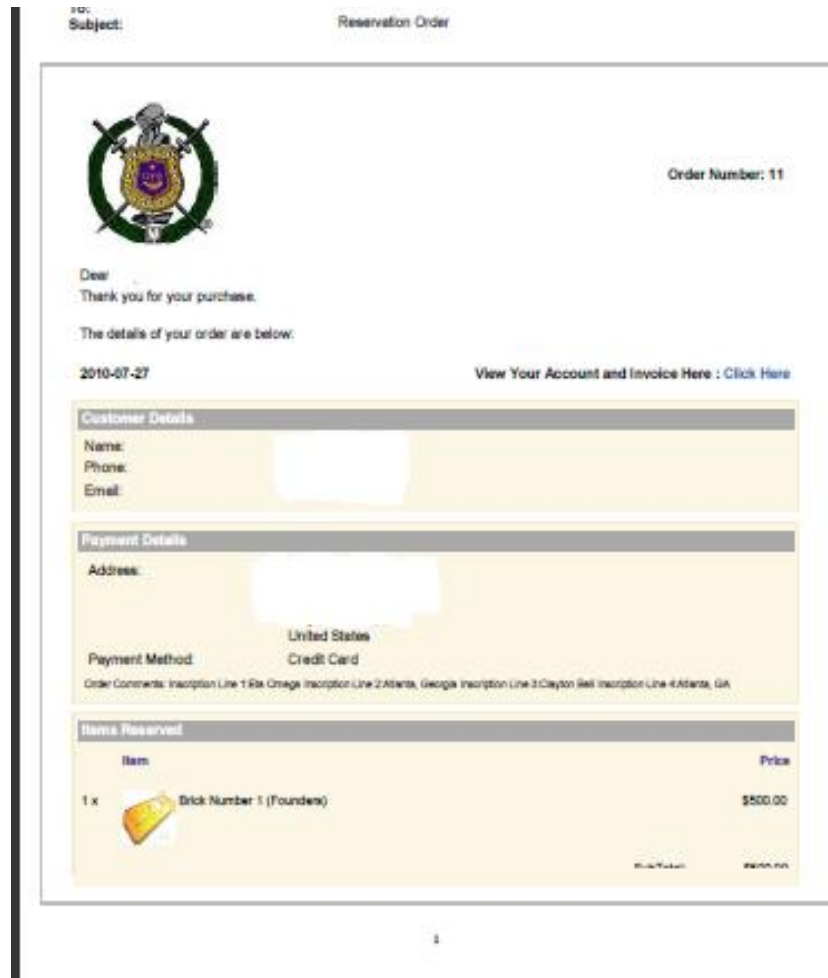 To:
Subject: Reservation Order
Order Number: 11
Dear
Thank you for your purchase.
The details of your order are below:
2010-07-27 View Your Account and Invoice Here : Click Here
Customer Details
Name:
Phone:
Email:
Payment Details
Address:
United States
Payment Method: Credit Card
Order Comments: Inscription Line 1:Eta Omega Inscription Line 2:Atlanta, Georgia Inscription Line 3:Clayton Bell Inscription Line 4:Atlanta, GA
Items Reserved
Item Price
1 x Brick Number 1 (Founders) $500.00
SubTotal: $500.00
1